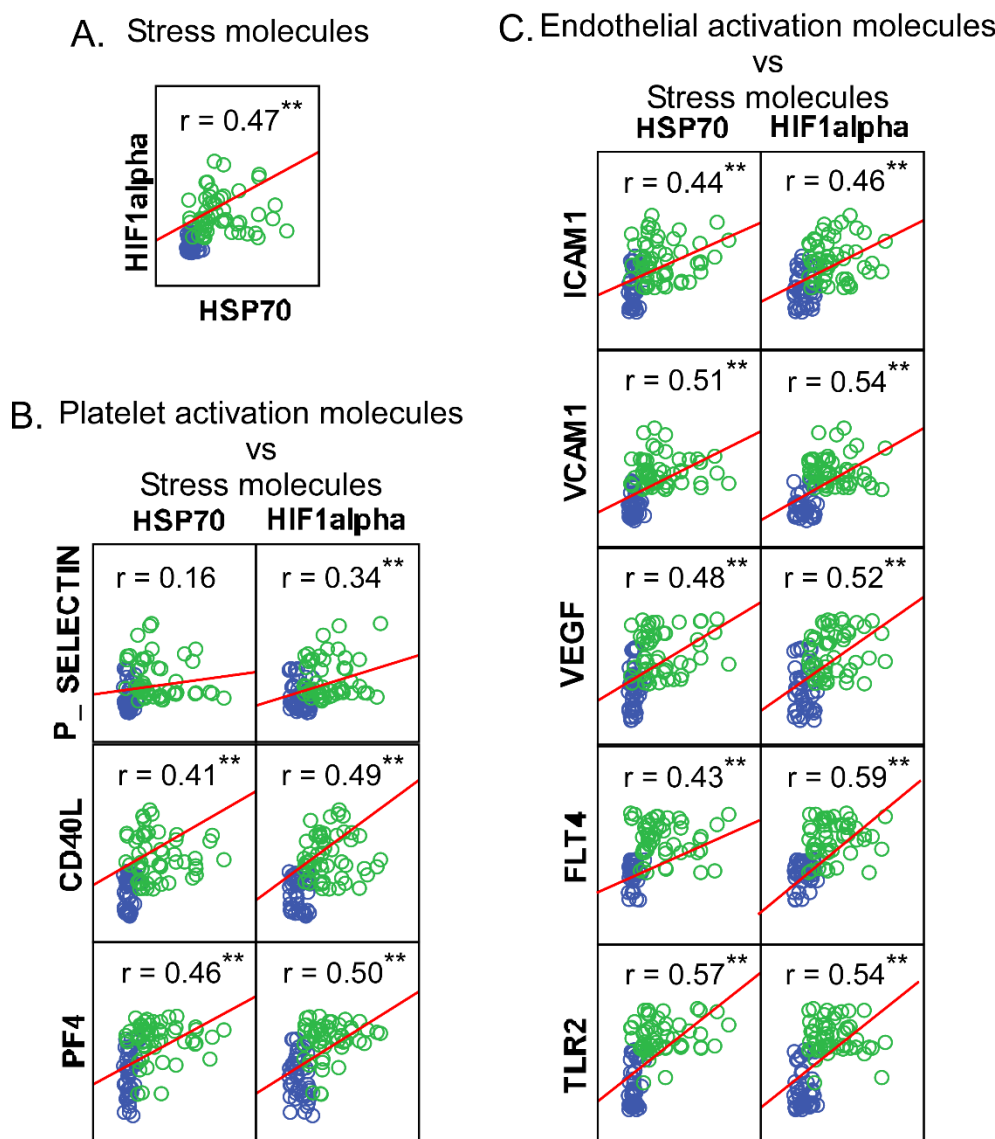 A. Stress molecules
r = 0.47**
HIF1alpha
HSP70
B. Platelet activation molecules
vs
Stress molecules
HSP70 HIF1alpha
P_ SELECTIN
r = 0.16 r = 0.34**
CD40L
r = 0.41** r = 0.49**
PF4
r = 0.46** r = 0.50**
C. Endothelial activation molecules
vs
Stress molecules
HSP70 HIF1alpha
ICAM1
r = 0.44** r = 0.46**
VCAM1
r = 0.51** r = 0.54**
VEGF
r = 0.48** r = 0.52**
FLT4
r = 0.43** r = 0.59**
TLR2
r = 0.57** r = 0.54**